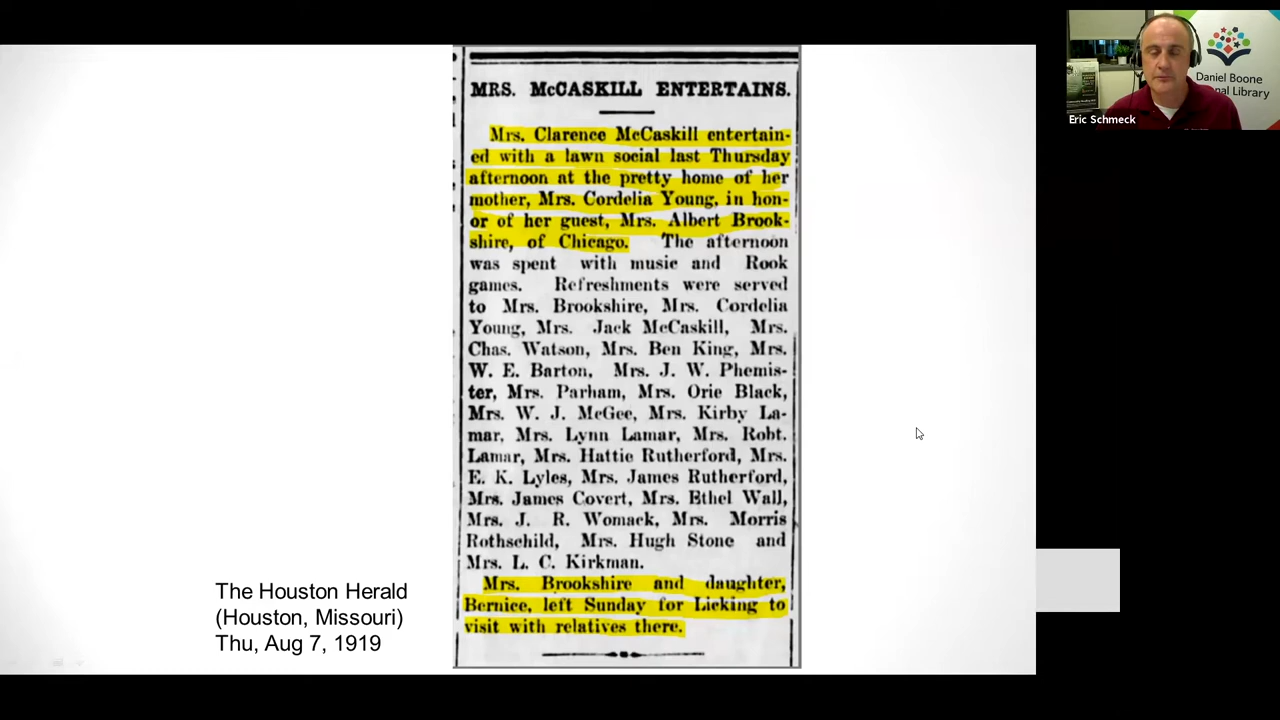 MRS. McCASKILL ENTERTAINS.
Mrs. Clarence McCaskill entertain-
ed with a lawn social last Thursday
afternoon at the pretty home of her
mother, Mrs. Cordelia Young, in hon-
or of her guest, Mrs. Albert Brook-
shire, of Chicago. The afternoon
was spent with music and Rook
games. Refreshments were served
to Mrs. Brookshire, Mrs. Cordelia
Young, Mrs. Jack McCaskill, Mrs.
Chas. Watson, Mrs. Ben King, Mrs.
W. E. Barton, Mrs. J. W. Phemis-
ter, Mrs. Parham, Mrs. Orie Black,
Mrs. W. J. McGee, Mrs. Kirby La-
mar, Mrs. Lynn Lamar, Mrs. Robt.
Lamar, Mrs. Hattie Rutherford, Mrs.
E. K. Lyles, Mrs. James Rutherford,
Mrs. James Covert, Mrs. Ethel Wall,
Mrs. J. R. Womack, Mrs. Morris
Rothschild, Mrs. Hugh Stone and
Mrs. L. C. Kirkman.
Mrs. Brookshire and daughter,
Bernice, left Sunday for Licking to
visit with relatives there.
The Houston Herald
(Houston, Missouri)
Thu, Aug 7, 1919
Daniel Boone
onal Library
Eric Schmeck